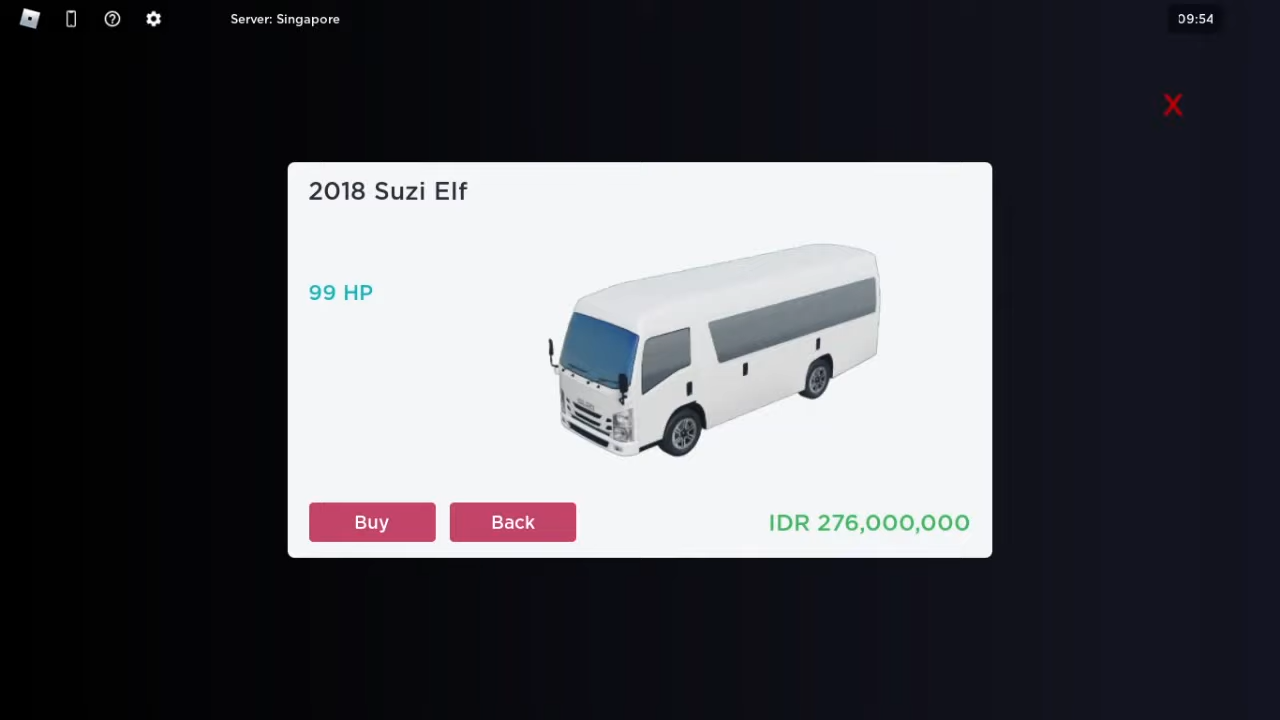 Server: Singapore
09:54
X
2018 Suzi Elf
99 HP
Buy
Back
IDR 276,000,000